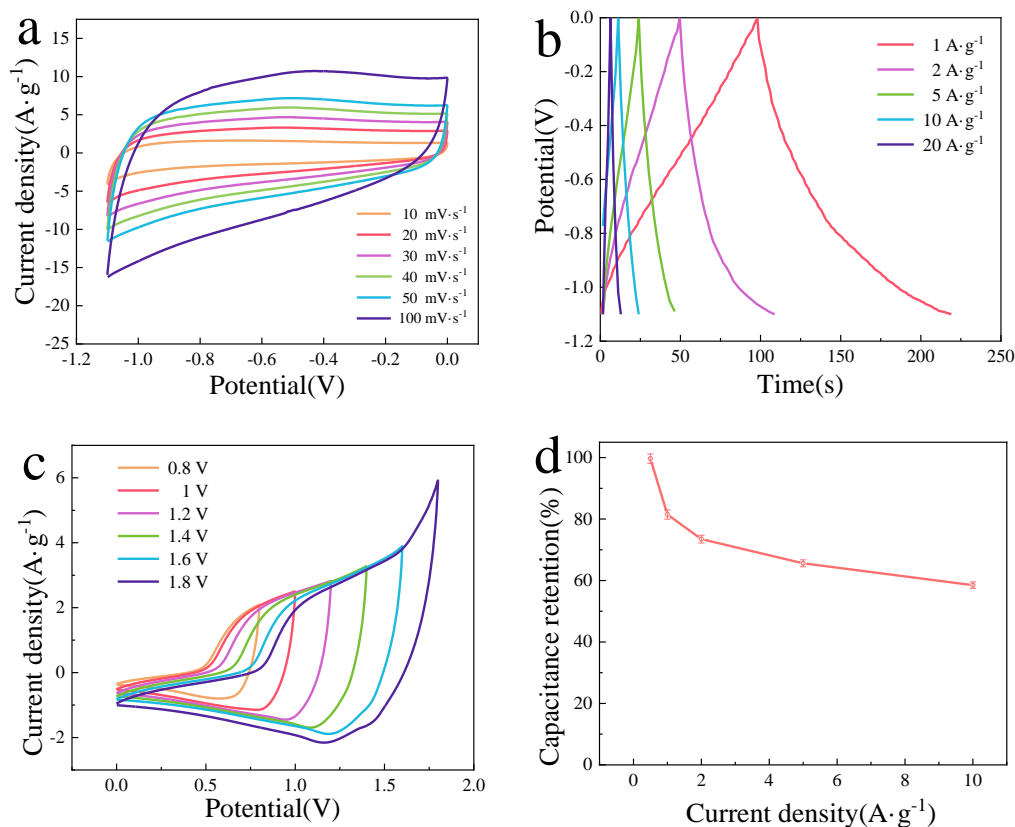 a
Current density(A·g⁻¹)
15
10
5
0
-5
-10
-15
-20
-25
-1.2
-1.0
-0.8
-0.6
-0.4
-0.2
0.0
Potential(V)
10 mV·s⁻¹
20 mV·s⁻¹
30 mV·s⁻¹
40 mV·s⁻¹
50 mV·s⁻¹
100 mV·s⁻¹
b
Potential(V)
0.0
-0.2
-0.4
-0.6
-0.8
-1.0
-1.2
0
50
100
150
200
250
Time(s)
1 A·g⁻¹
2 A·g⁻¹
5 A·g⁻¹
10 A·g⁻¹
20 A·g⁻¹
c
Current density(A·g⁻¹)
6
4
2
0
-2
0.0
0.5
1.0
1.5
2.0
Potential(V)
0.8 V
1 V
1.2 V
1.4 V
1.6 V
1.8 V
d
Capacitance retention(%)
100
80
60
40
20
0
0
2
4
6
8
10
Current density(A·g⁻¹)